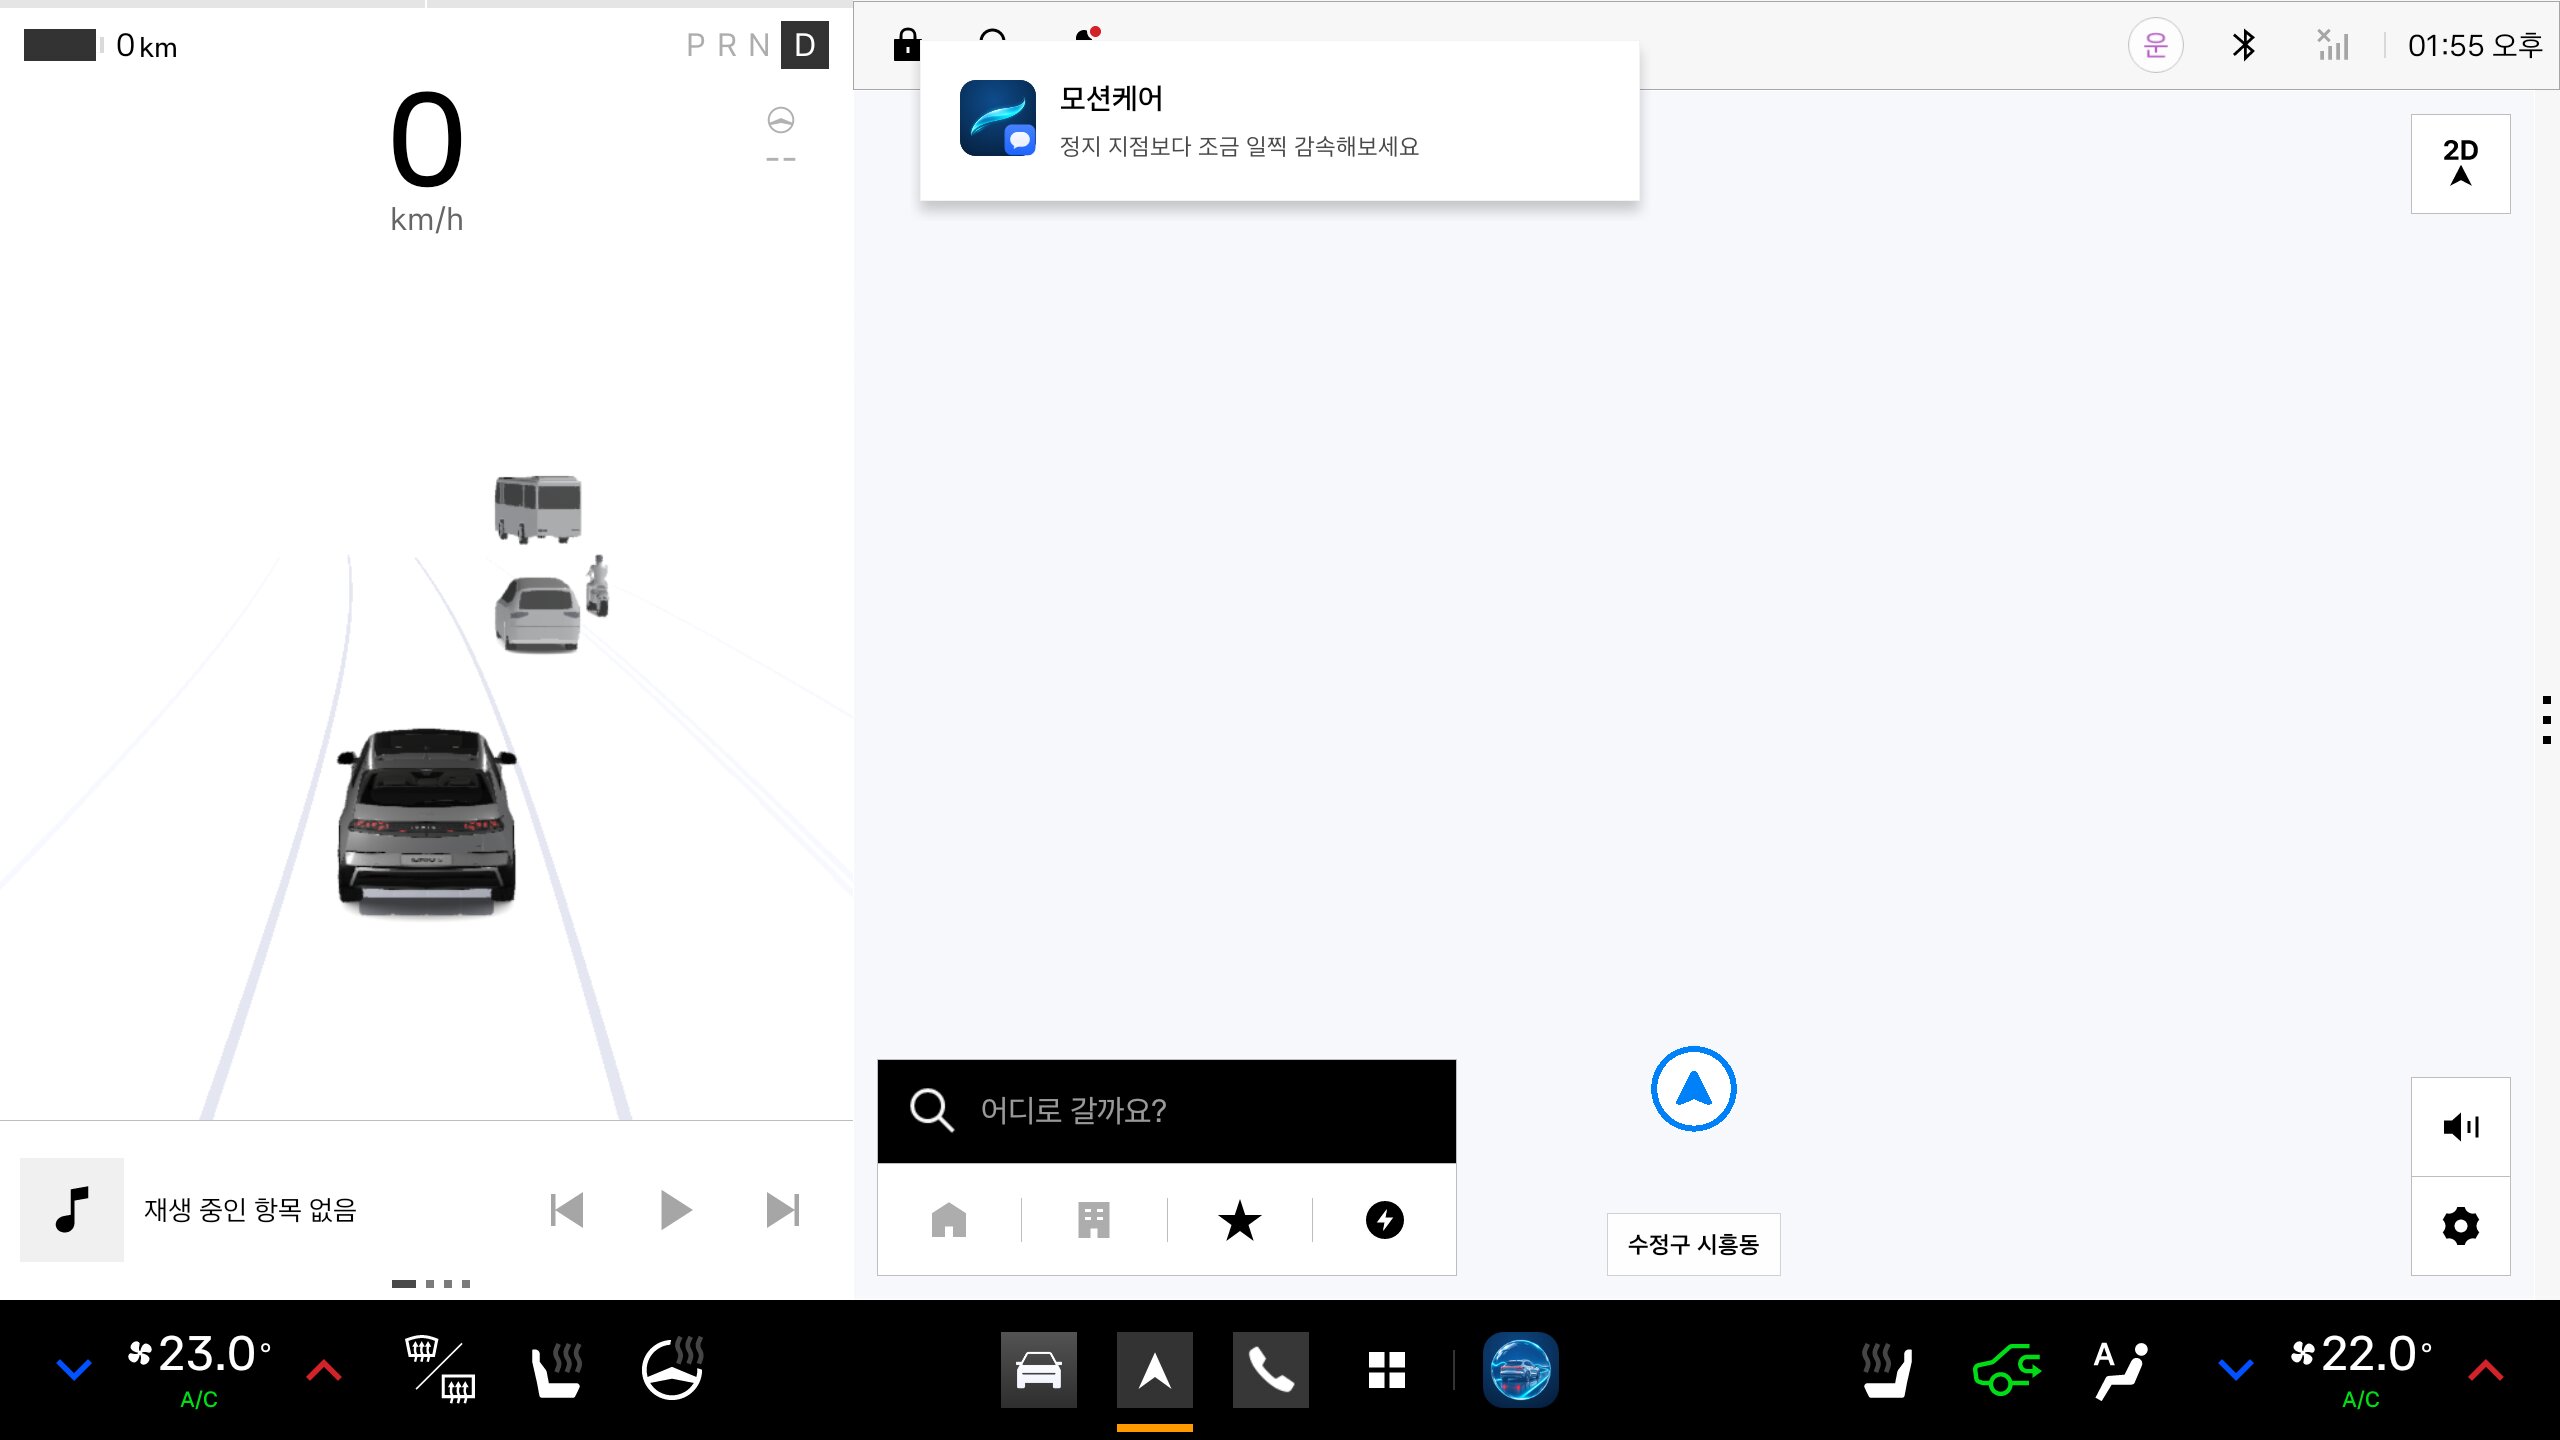 0 km
P R N D
0
km/h
--
재생 중인 항목 없음
모션케어
정지 지점보다 조금 일찍 감속해보세요
운
01:55 오후
2D
어디로 갈까요?
수정구 시흥동
23.0°
A/C
A
22.0°
A/C